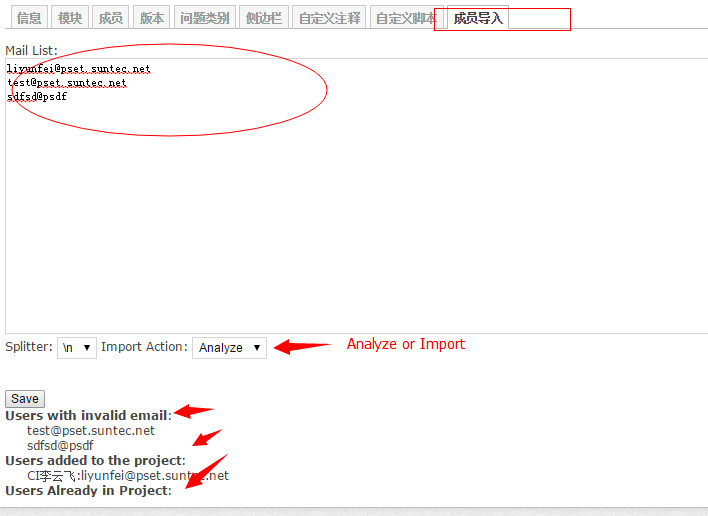 信息 模块 成员 版本 问题类别 侧边栏 自定义注释 自定义脚本 成员导入
Mail List:
liyunfei@pset.suntec.net
test@pset.suntec.net
sdfsd@psdf
Splitter: \n Import Action: Analyze Analyze or Import
Save
Users with invalid email:
test@pset.suntec.net
sdfsd@psdf
Users added to the project:
CI李云飞:liyunfei@pset.suntec.net
Users Already in Project: